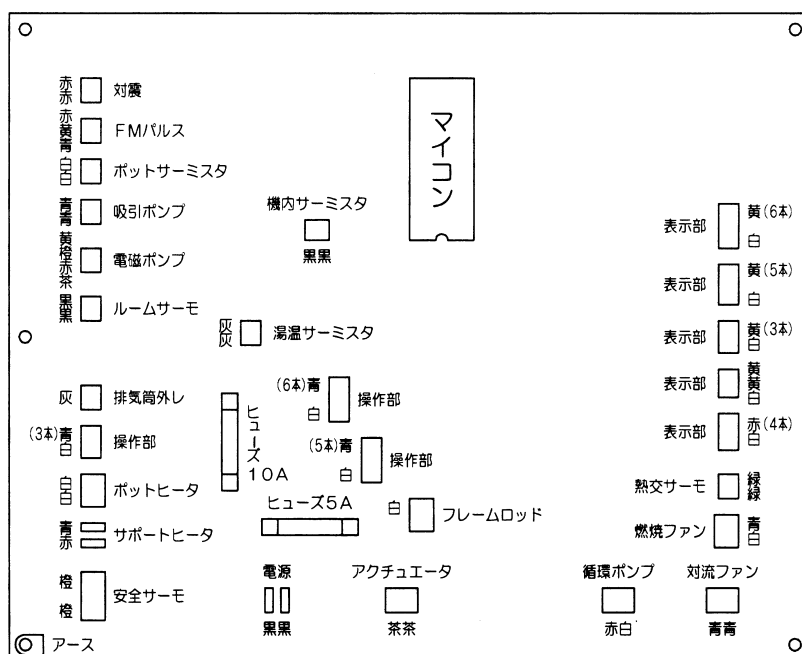 赤赤 対震
赤黄青 FMパルス
白白 ポットサーミスタ
青青 吸引ポンプ
黄橙赤茶 電磁ポンプ
黒黒 ルームサーモ
マイコン
機内サーミスタ
黒黒
灰灰 湯温サーミスタ
表示部 黄(6本) 白
表示部 黄(5本) 白
表示部 黄(3本) 白
表示部 黄黄白
表示部 赤(4本) 白
灰 排気筒外レ
(3本)青白 操作部
白白 ポットヒータ
青赤 サポートヒータ
橙橙 安全サーモ
アース
ヒューズ
10A
(6本)青 白 操作部
(5本)青 白 操作部
ヒューズ5A
白 フレームロッド
熱交サーモ 緑緑
燃焼ファン 青白
電源
黒黒
アクチュエータ
茶茶
循環ポンプ
赤白
対流ファン
青青